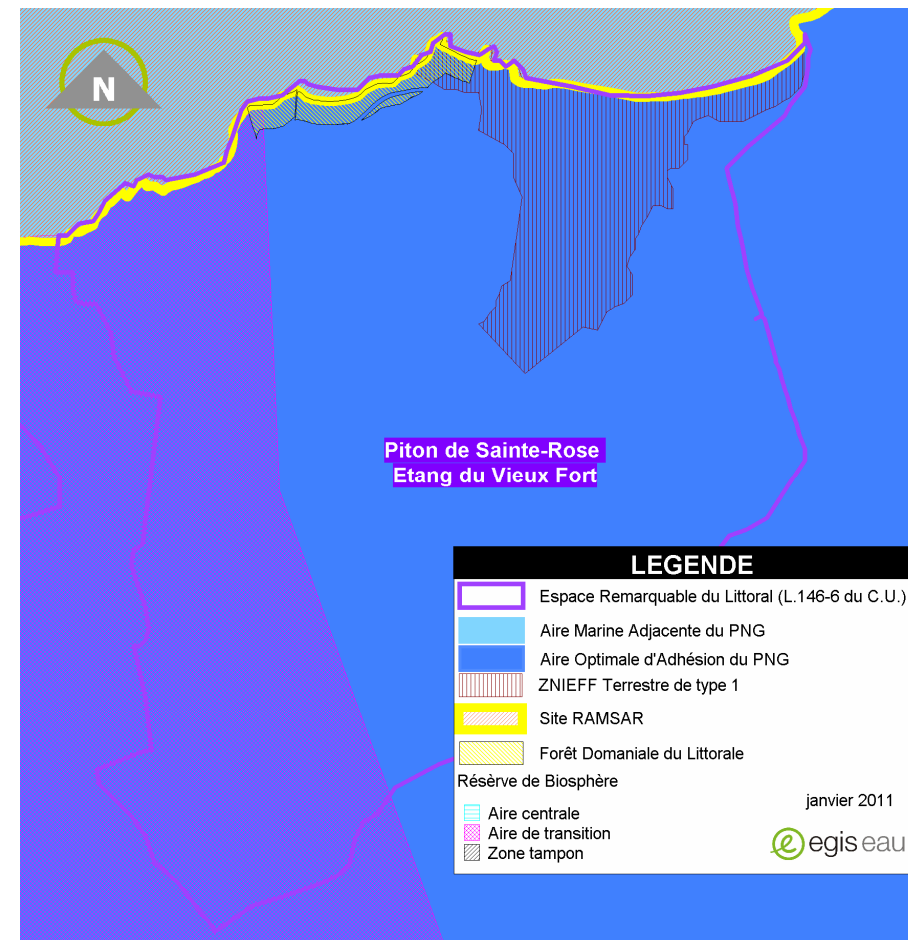 N
Piton de Sainte-Rose
Etang du Vieux Fort
LEGENDE
Espace Remarquable du Littoral (L.146-6 du C.U.)
Aire Marine Adjacente du PNG
Aire Optimale d'Adhésion du PNG
ZNIEFF Terrestre de type 1
Site RAMSAR
Forêt Domaniale du Littorale
Résèrve de Biosphère
janvier 2011
Aire centrale
Aire de transition
Zone tampon
egis eau